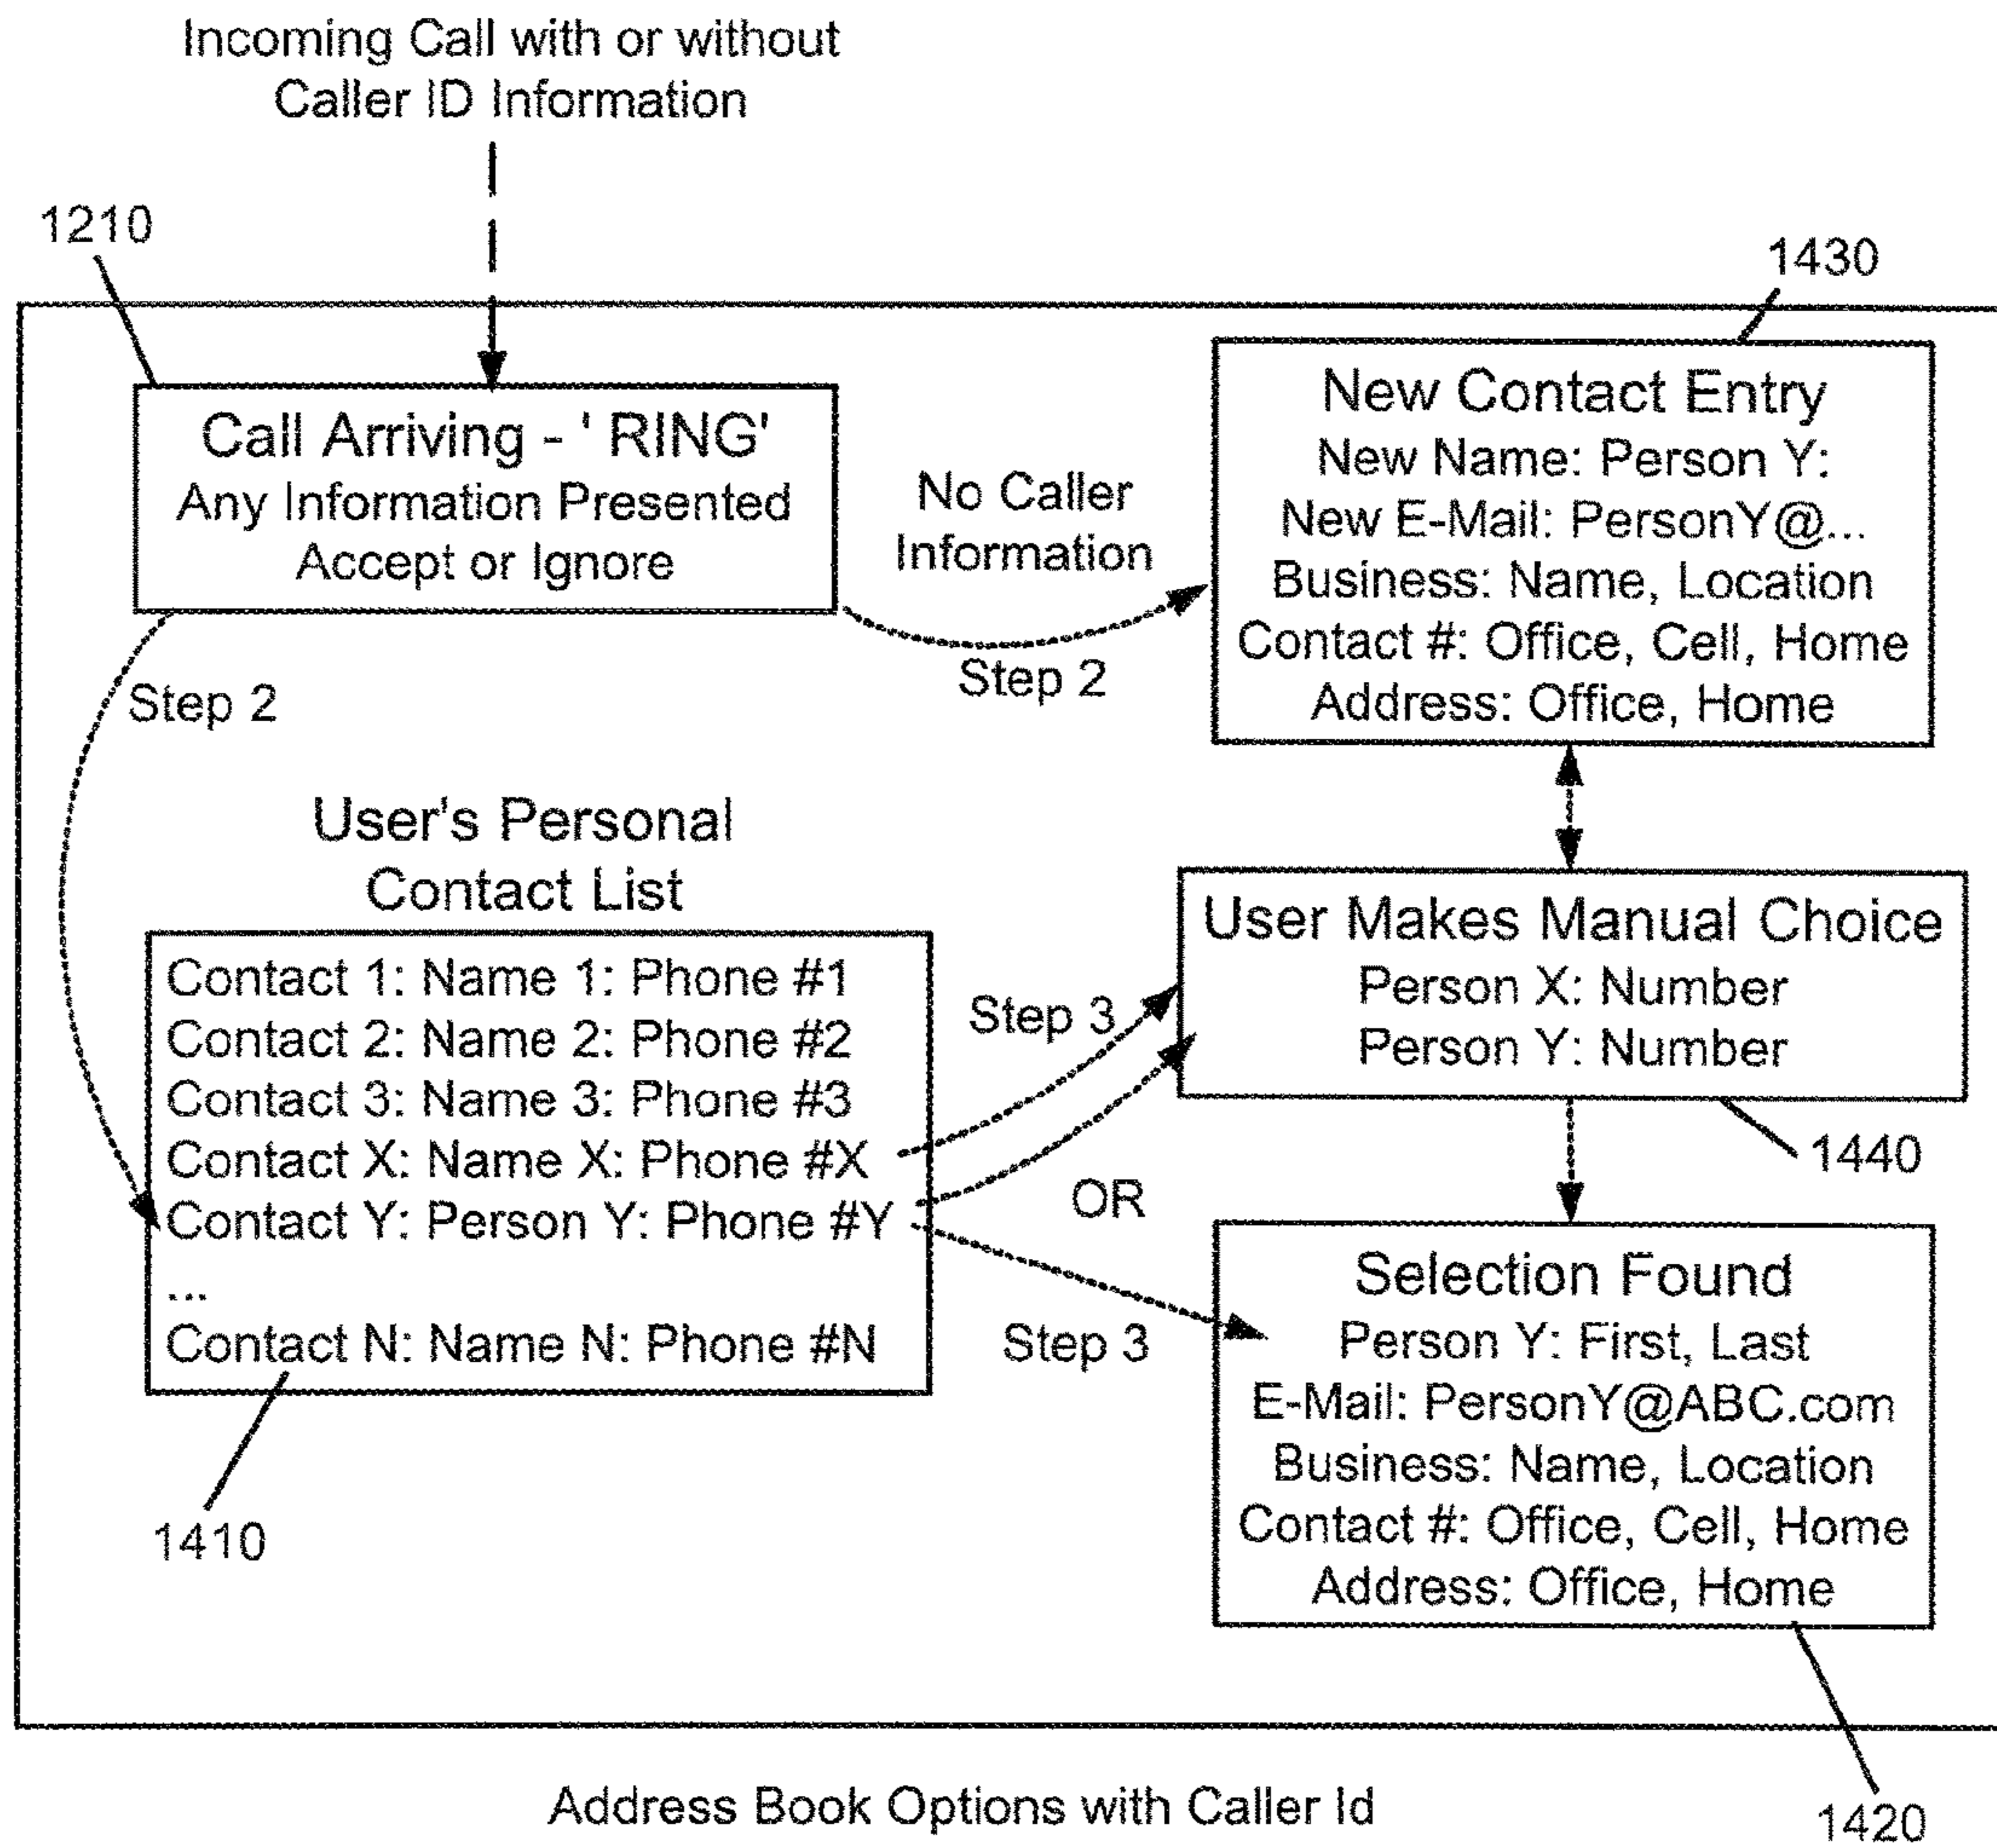 Incoming Call with or without
Caller ID Information
1210
1430
Call Arriving - ' RING'
Any Information Presented
Accept or Ignore
No Caller
Information
Step 2
Step 2
New Contact Entry
New Name: Person Y:
New E-Mail: PersonY@...
Business: Name, Location
Contact #: Office, Cell, Home
Address: Office, Home
User's Personal
Contact List
Contact 1: Name 1: Phone #1
Contact 2: Name 2: Phone #2
Contact 3: Name 3: Phone #3
Contact X: Name X: Phone #X
Contact Y: Person Y: Phone #Y
...
Contact N: Name N: Phone #N
1410
Step 3
OR
Step 3
User Makes Manual Choice
Person X: Number
Person Y: Number
1440
Selection Found
Person Y: First, Last
E-Mail: PersonY@ABC.com
Business: Name, Location
Contact #: Office, Cell, Home
Address: Office, Home
1420
Address Book Options with Caller Id